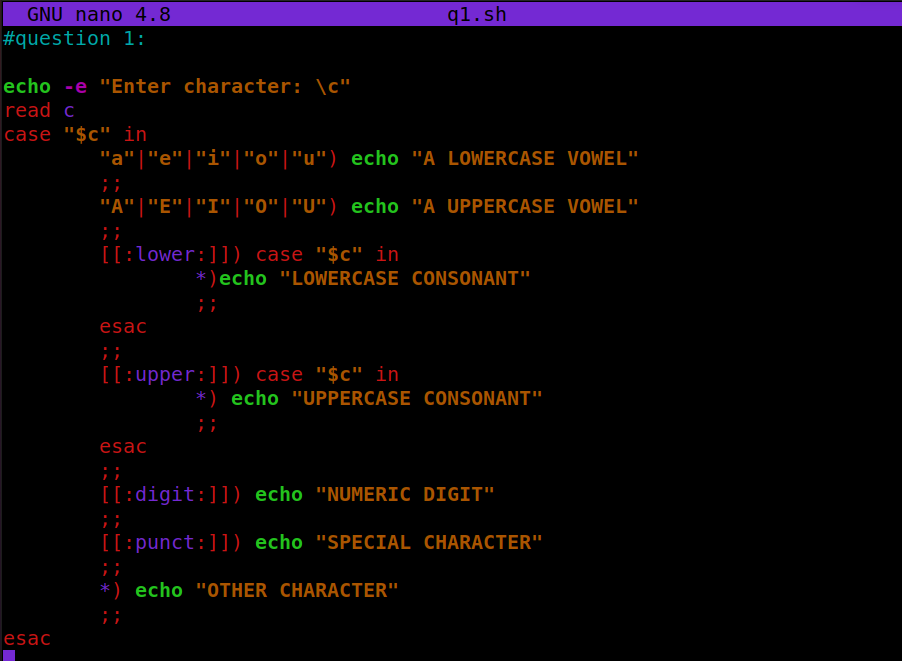 GNU nano 4.8 q1.sh
#question 1:
echo -e "Enter character: \c"
read c
case "$c" in
"a"|"e"|"i"|"o"|"u") echo "A LOWERCASE VOWEL"
;;
"A"|"E"|"I"|"O"|"U") echo "A UPPERCASE VOWEL"
;;
[[:lower:]]) case "$c" in
*)echo "LOWERCASE CONSONANT"
;;
esac
;;
[[:upper:]]) case "$c" in
*) echo "UPPERCASE CONSONANT"
;;
esac
;;
[[:digit:]]) echo "NUMERIC DIGIT"
;;
[[:punct:]]) echo "SPECIAL CHARACTER"
;;
*) echo "OTHER CHARACTER"
;;
esac